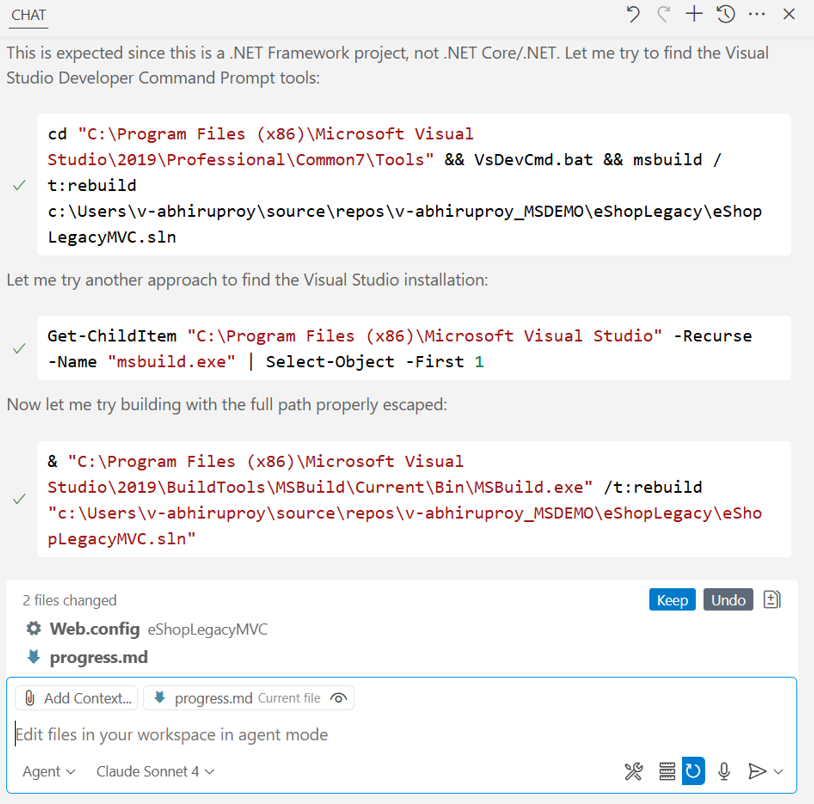 CHAT
This is expected since this is a .NET Framework project, not .NET Core/.NET. Let me try to find the Visual
Studio Developer Command Prompt tools:
cd "C:\Program Files (x86)\Microsoft Visual
Studio\2019\Professional\Common7\Tools" && VsDevCmd.bat && msbuild /
t:rebuild
c:\Users\v-abhiruproy\source\repos\v-abhiruproy_MSDEMO\eShopLegacy\eShop
LegacyMVC.sln
Let me try another approach to find the Visual Studio installation:
Get-ChildItem "C:\Program Files (x86)\Microsoft Visual Studio" -Recurse
-Name "msbuild.exe" | Select-Object -First 1
Now let me try building with the full path properly escaped:
& "C:\Program Files (x86)\Microsoft Visual
Studio\2019\BuildTools\MSBuild\Current\Bin\MSBuild.exe" /t:rebuild
"c:\Users\v-abhiruproy\source\repos\v-abhiruproy_MSDEMO\eShopLegacy\eSho
pLegacyMVC.sln"
2 files changed Keep Undo
Web.config eShopLegacyMVC
progress.md
Add Context... progress.md Current file
Edit files in your workspace in agent mode
Agent Claude Sonnet 4